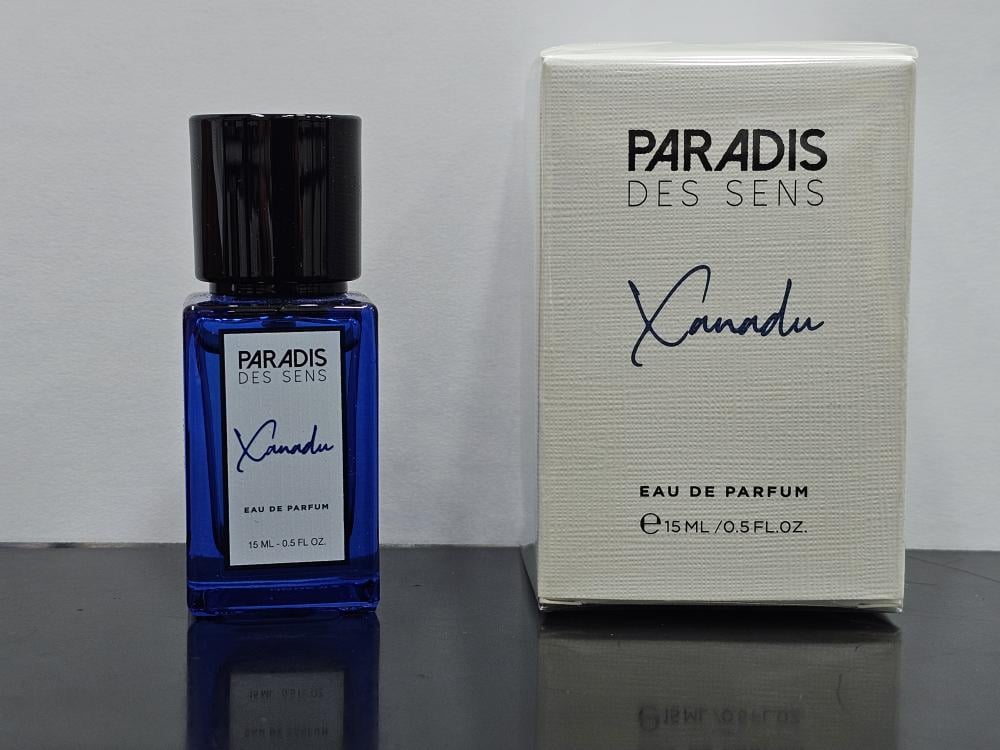 PARADIS
DES SENS
Xanadu
EAU DE PARFUM
15 ML - 0.5 FL OZ.
PARADIS
DES SENS
Xanadu
EAU DE PARFUM
℮ 15 ML / 0.5 FL.OZ.